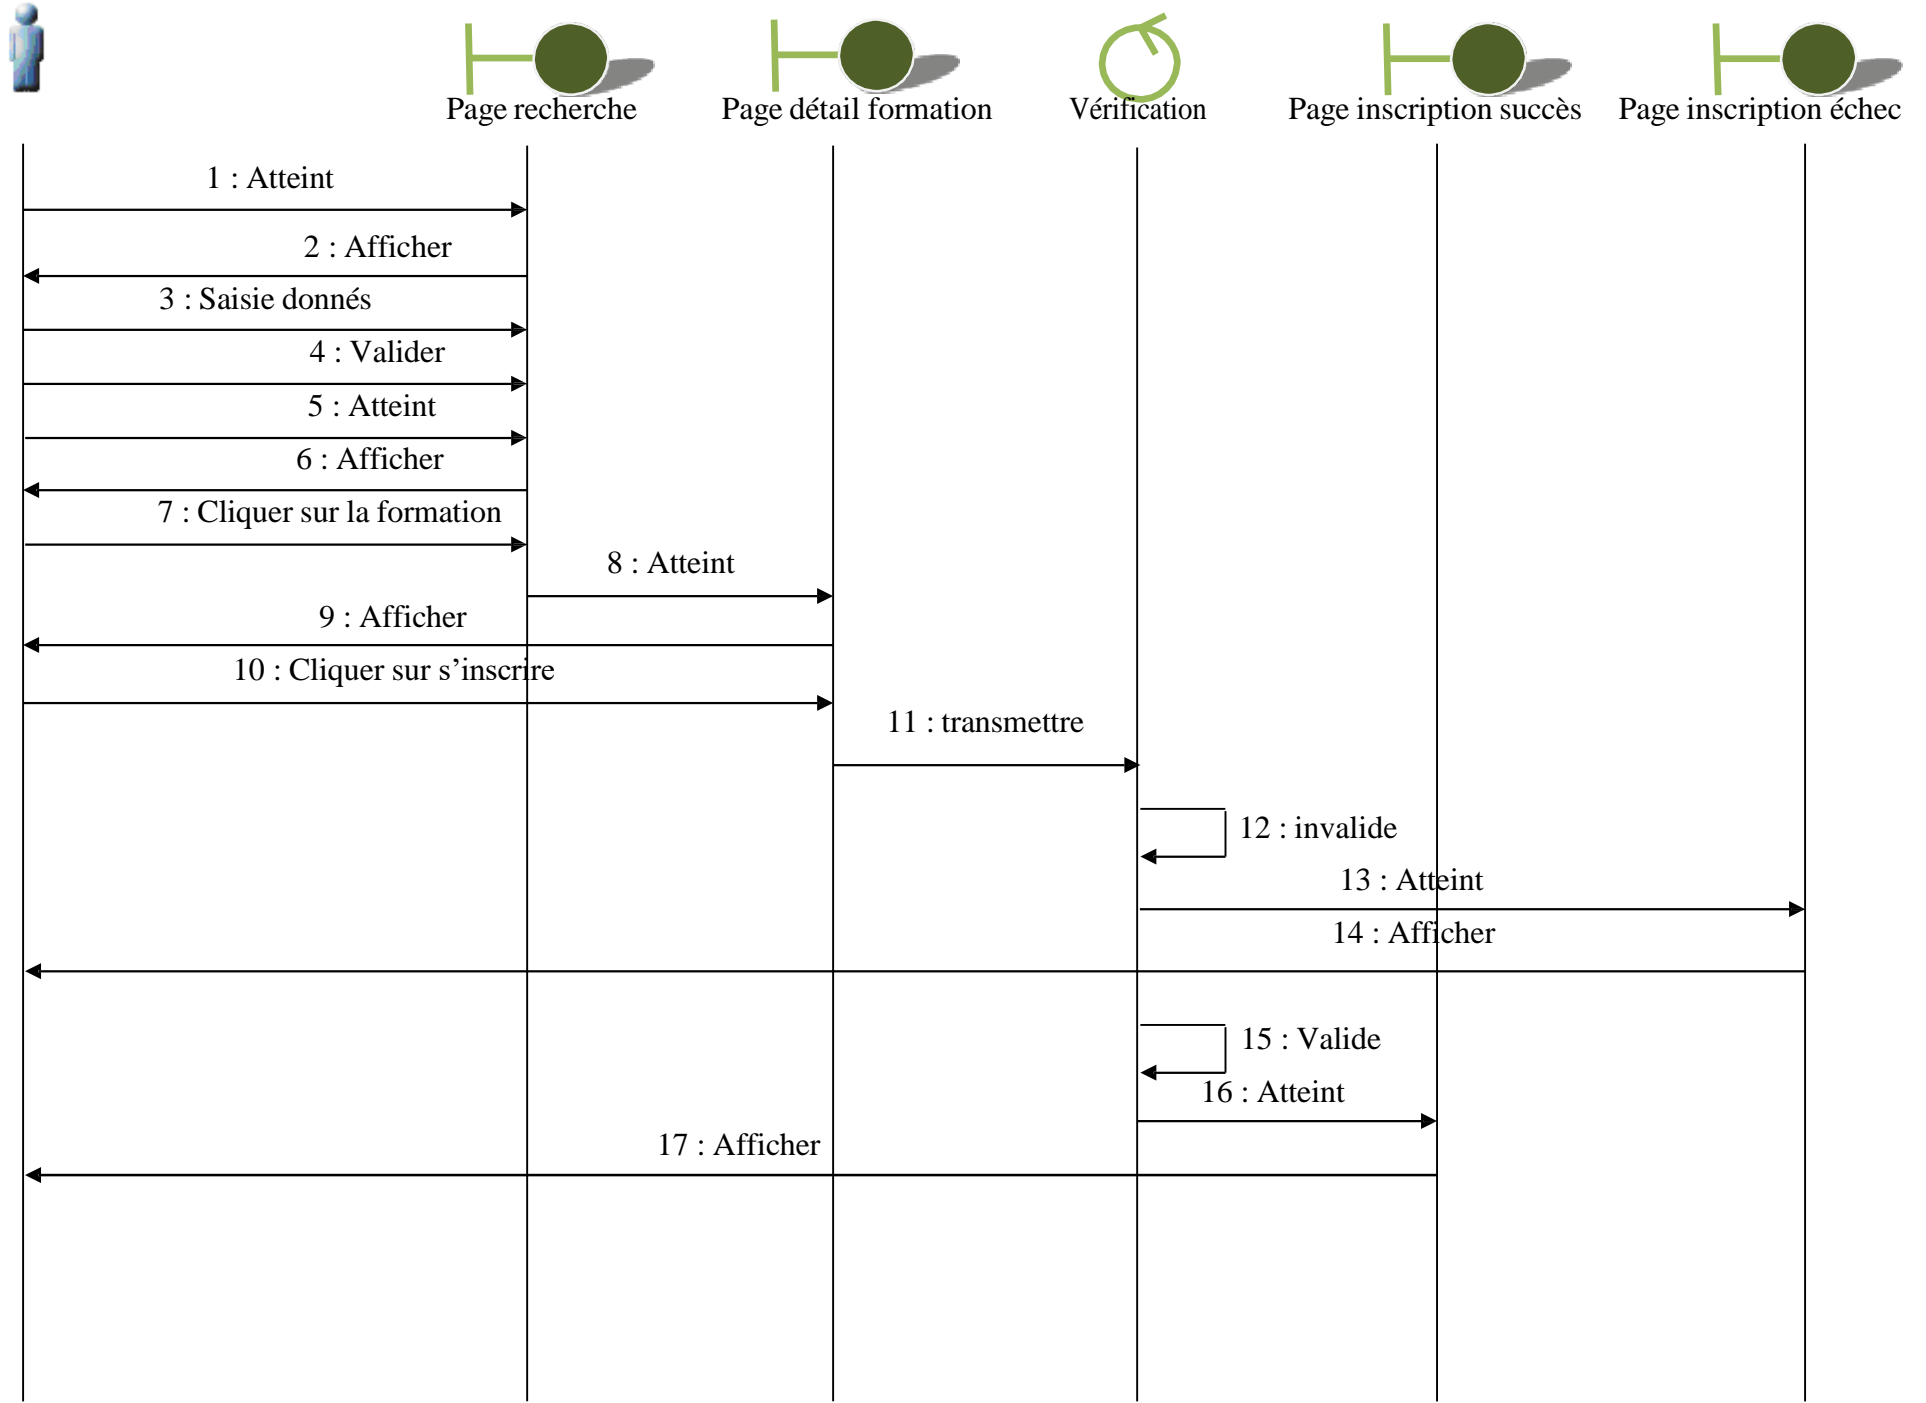 Page recherche
Page détail formation
Vérification
Page inscription succès
Page inscription échec
1 : Atteint
2 : Afficher
3 : Saisie donnés
4 : Valider
5 : Atteint
6 : Afficher
7 : Cliquer sur la formation
8 : Atteint
9 : Afficher
10 : Cliquer sur s’inscrire
11 : transmettre
12 : invalide
13 : Atteint
14 : Afficher
15 : Valide
16 : Atteint
17 : Afficher